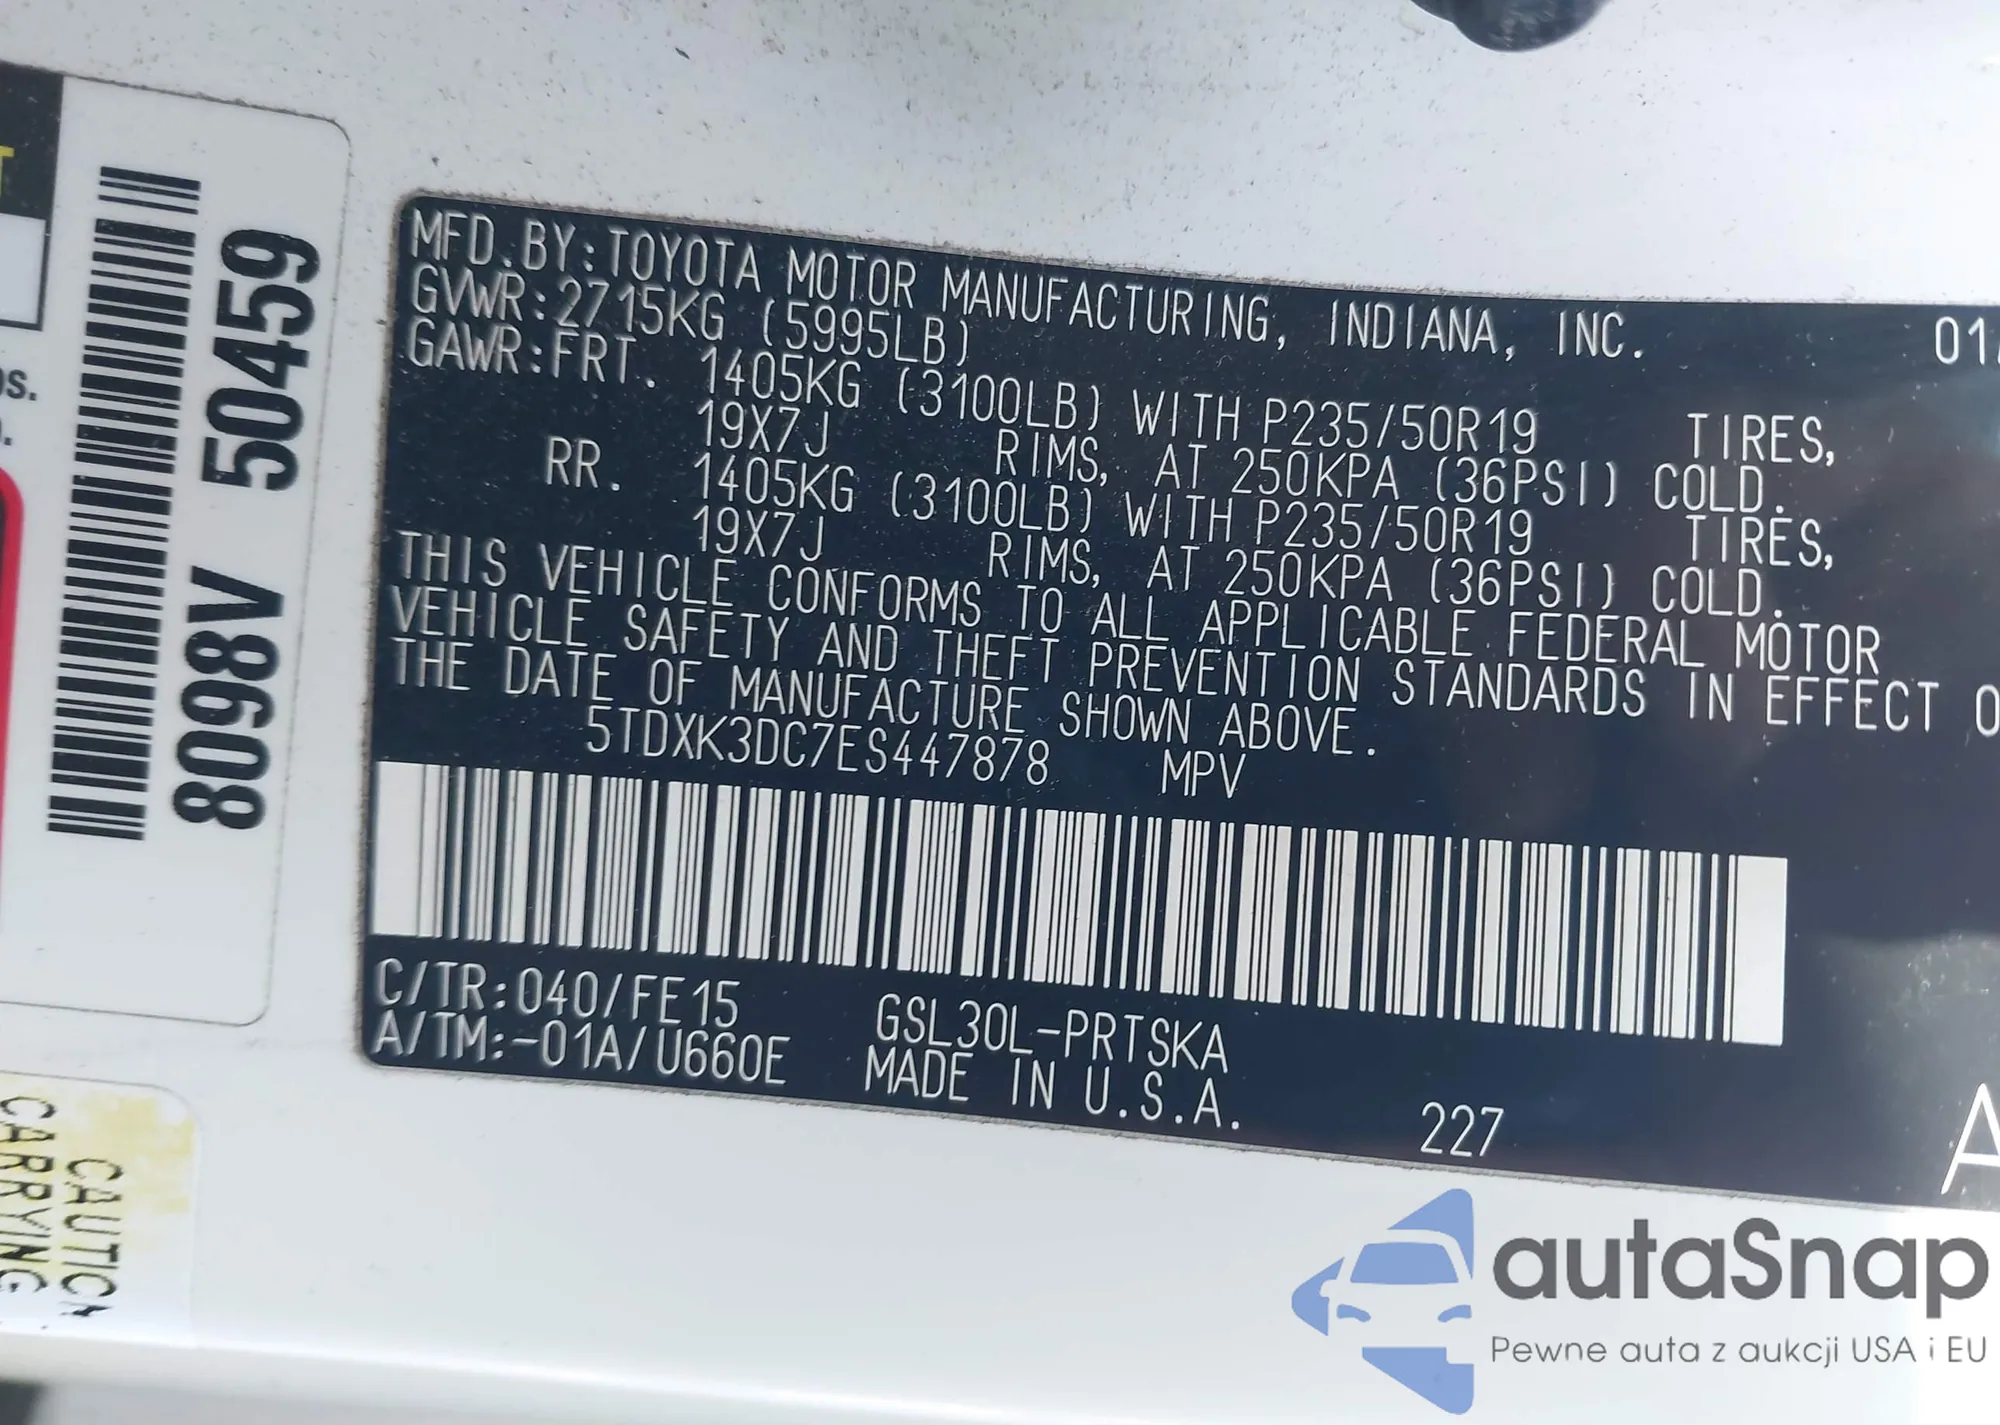 MFD.BY:TOYOTA MOTOR MANUFACTURING, INDIANA, INC. 01/
GVWR:2715KG (5995LB)
GAWR:FRT. 1405KG (3100LB) WITH P235/50R19 TIRES,
19X7J RIMS, AT 250KPA (36PSI) COLD.
RR. 1405KG (3100LB) WITH P235/50R19 TIRES,
19X7J RIMS, AT 250KPA (36PSI) COLD.
THIS VEHICLE CONFORMS TO ALL APPLICABLE FEDERAL MOTOR
VEHICLE SAFETY AND THEFT PREVENTION STANDARDS IN EFFECT O
THE DATE OF MANUFACTURE SHOWN ABOVE.
5TDXK3DC7ES447878 MPV
C/TR:040/FE15 GSL30L-PRTSKA
A/TM:-01A/U660E MADE IN U.S.A.
227
A
8098V 50459
CAUTION
CARRYING
autaSnap
Pewne auta z aukcji USA i EU